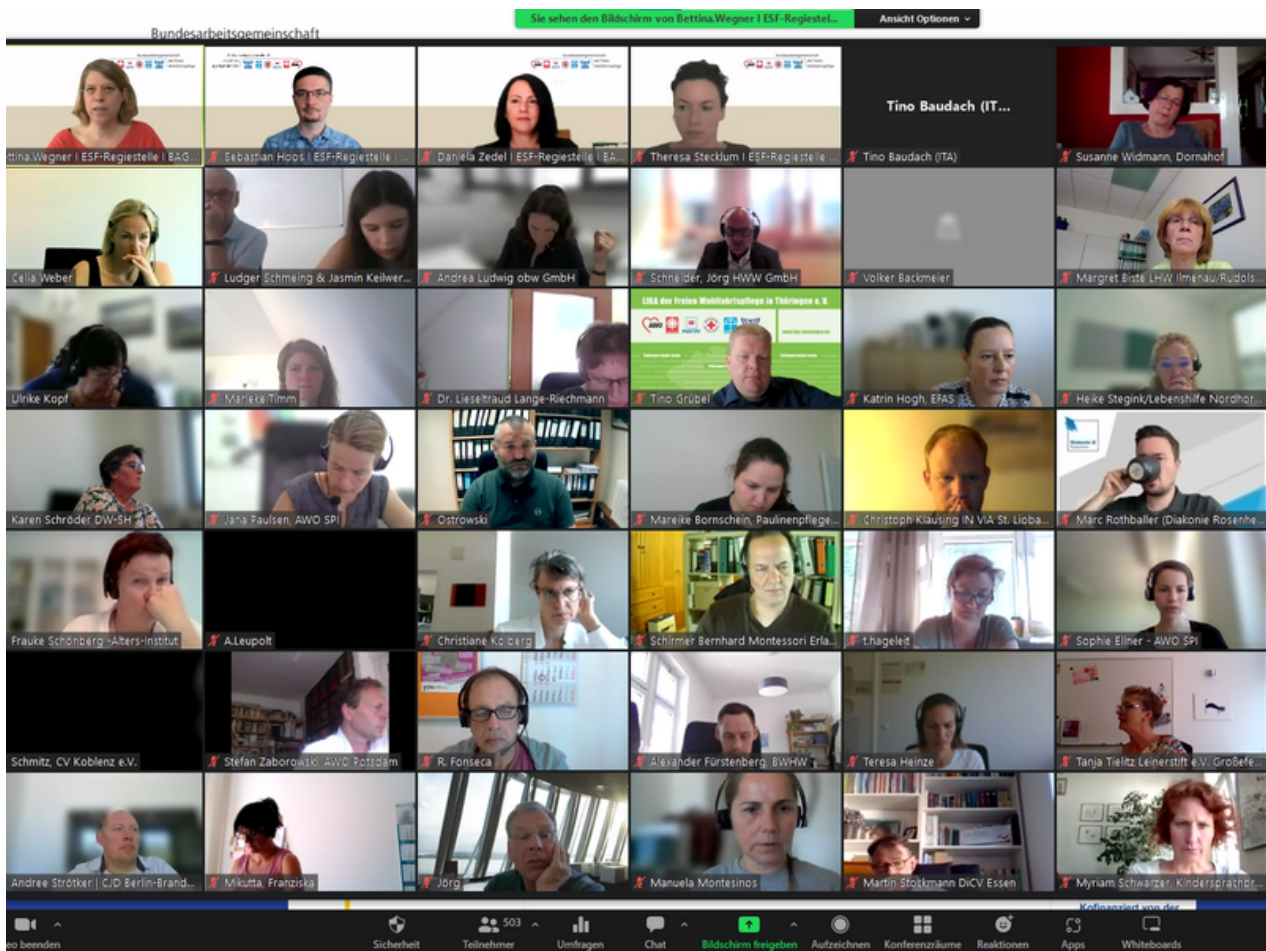 Sie sehen den Bildschirm von Bettina.Wegner I ESF-Regiestel...
Ansicht Optionen
Bundesarbeitsgemeinschaft
ttina.Wegner I ESF-Regiestelle I BAG...
Sebastian Hoos I ESF-Regiestelle I ...
Daniela Zedel I ESF-Regiestelle I BA...
Theresa Stecklum I ESF-Regiestelle ...
Tino Baudach (IT...
Tino Baudach (ITA)
Susanne Widmann, Dornahof
Celia Weber
Ludger Schmeing & Jasmin Keilwer...
Andrea Ludwig obw GmbH
Schneider, Jörg HWW GmbH
Volker Backmeier
Margret Biste LHW Ilmenau/Rudols...
Ulrike Kopf
Marieke Timm
Dr. Lieseltraud Lange-Riechmann
LIGA der Freien Wohlfahrtspflege in Thüringen e. V.
AWO
Tino Grübel
Katrin Hogh, EFAS
Heike Stegink/Lebenshilfe Nordhor...
Karen Schröder DW-SH
Jana Paulsen, AWO SPI
Ostrowski
Mareike Bornschein, Paulinenpflege...
Christoph Klausing IN VIA St. Lioba...
Diakonie
Marc Rothballer (Diakonie Rosenhe...
Frauke Schönberg -Alters-Institut
A.Leupolt
Christiane Kolberg
Schirmer Bernhard Montessori Erla...
t.hageleit
Sophie Ellner - AWO SPI
Schmitz, CV Koblenz e.V.
Stefan Zaborowski, AWO Potsdam
R. Fonseca
Alexander Fürstenberg, BWHW
Teresa Heinze
Tanja Tielitz Leinerstift e.V. Großefe...
Andree Strötker | CJD Berlin-Brand...
Mikutta, Franziska
Jörg
Manuela Montesinos
Martin Stockmann DiCV Essen
Myriam Schwarzer, Kindersprachbr...
Kofinanziert von der
eo beenden
Sicherheit
503
Teilnehmer
Umfragen
Chat
Bildschirm freigeben
Aufzeichnen
Konferenzräume
Reaktionen
Apps
Whiteboards